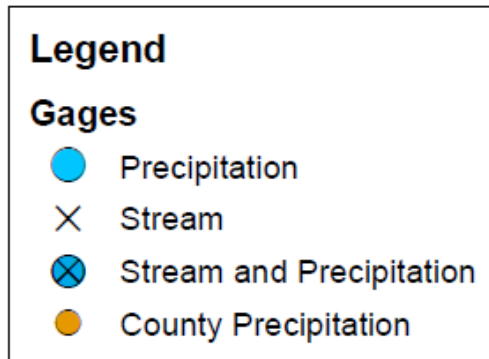 Legend
Gages
Precipitation
Stream
Stream and Precipitation
County Precipitation